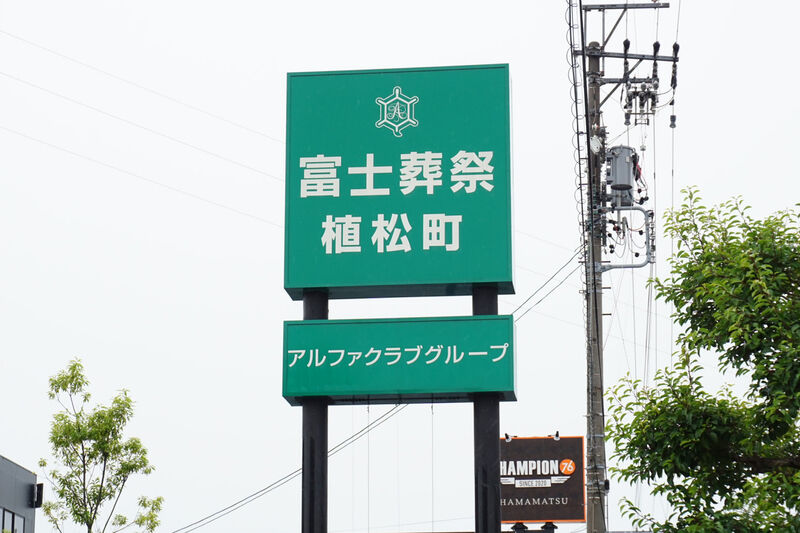 富士葬祭
植松町
アルファクラブグループ
HAMPION 76
SINCE 2020
HAMAMATSU